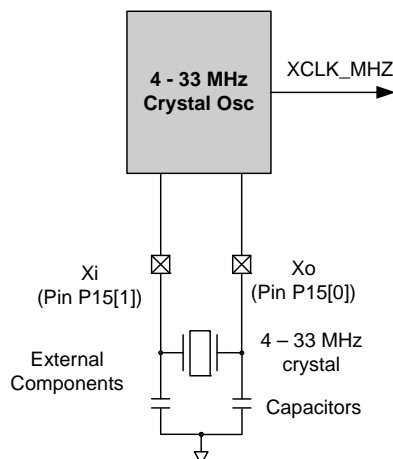 4 - 33 MHz
Crystal Osc
XCLK_MHZ
Xi
(Pin P15[1])
Xo
(Pin P15[0])
4 – 33 MHz
crystal
External
Components
Capacitors